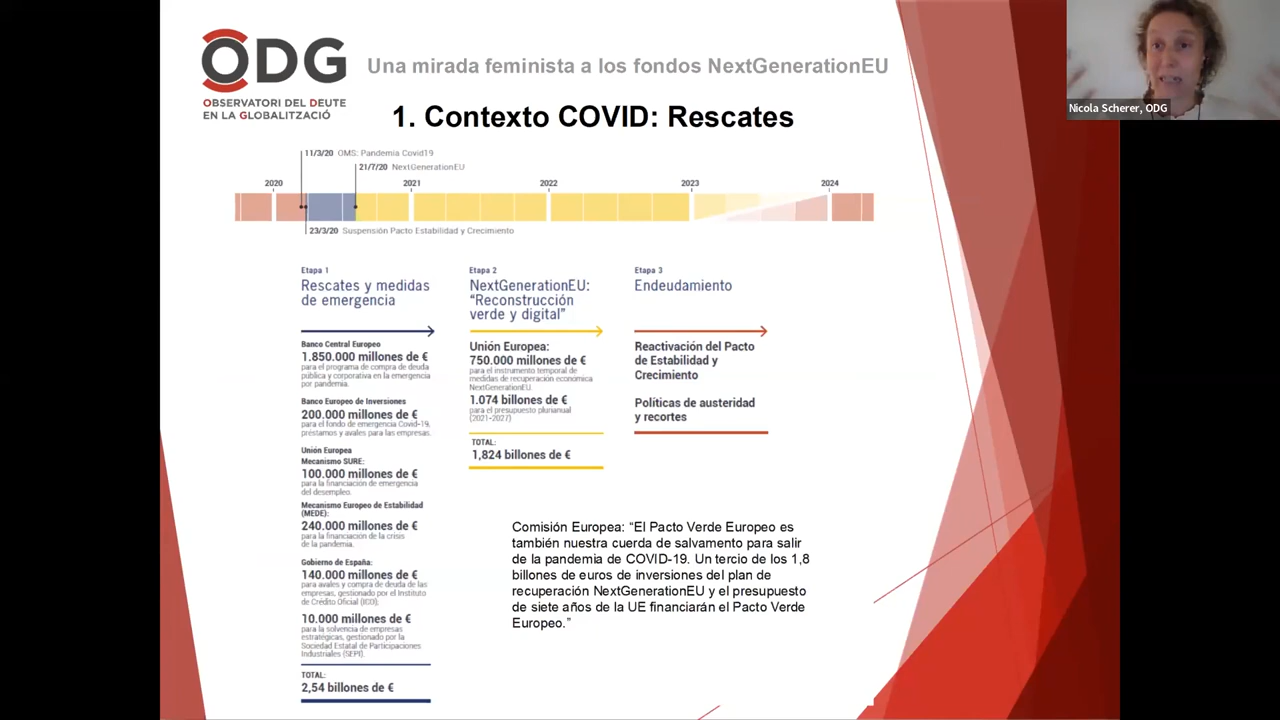 ODG
OBSERVATORI DEL DEUTE
EN LA GLOBALITZACIÓ
Una mirada feminista a los fondos NextGenerationEU
1. Contexto COVID: Rescates
Nicola Scherer, ODG
11/3/20 OMS: Pandemia Covid19
21/7/20 NextGenerationEU
2020
2021
2022
2023
2024
23/3/20 Suspensión Pacto Estabilidad y Crecimiento
Etapa 1
Rescates y medidas
de emergencia
Banco Central Europeo
1.850.000 millones de €
para el programa de compra de deuda
pública y corporativa en la emergencia
por pandemia.
Banco Europeo de Inversiones
200.000 millones de €
para el fondo de emergencia Covid-19,
préstamos y avales para las empresas.
Unión Europea
Mecanismo SURE:
100.000 millones de €
para la financiación de emergencia
del desempleo.
Mecanismo Europeo de Estabilidad
(MEDE):
240.000 millones de €
para la financiación de la crisis
de la pandemia.
Gobierno de España:
140.000 millones de €
para avales y compra de deuda de las
empresas, gestionado por el Instituto
de Crédito Oficial (ICO);
10.000 millones de €
para la solvencia de empresas
estratégicas, gestionado por la
Sociedad Estatal de Participaciones
Industriales (SEPI).
TOTAL:
2,54 billones de €
Etapa 2
NextGenerationEU:
“Reconstrucción
verde y digital”
Unión Europea:
750.000 millones de €
para el instrumento temporal de
medidas de recuperación económica
NextGenerationEU.
1.074 billones de €
para el presupuesto plurianual
(2021-2027)
TOTAL:
1,824 billones de €
Etapa 3
Endeudamiento
Reactivación del Pacto
de Estabilidad y
Crecimiento
Políticas de austeridad
y recortes
Comisión Europea: “El Pacto Verde Europeo es
también nuestra cuerda de salvamento para salir
de la pandemia de COVID-19. Un tercio de los 1,8
billones de euros de inversiones del plan de
recuperación NextGenerationEU y el presupuesto
de siete años de la UE financiarán el Pacto Verde
Europeo.”